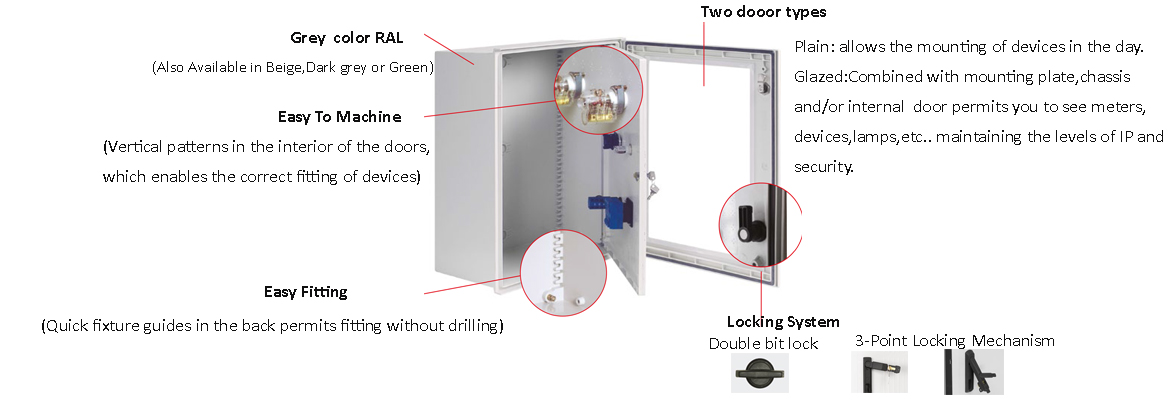 Two dooor types
Grey color RAL
(Also Available in Beige,Dark grey or Green)
Easy To Machine
(Vertical patterns in the interior of the doors,
which enables the correct fitting of devices)
Plain: allows the mounting of devices in the day.
Glazed:Combined with mounting plate,chassis
and/or internal door permits you to see meters,
devices,lamps,etc.. maintaining the levels of IP and
security.
Easy Fitting
(Quick fixture guides in the back permits fitting without drilling)
Locking System
Double bit lock
3-Point Locking Mechanism